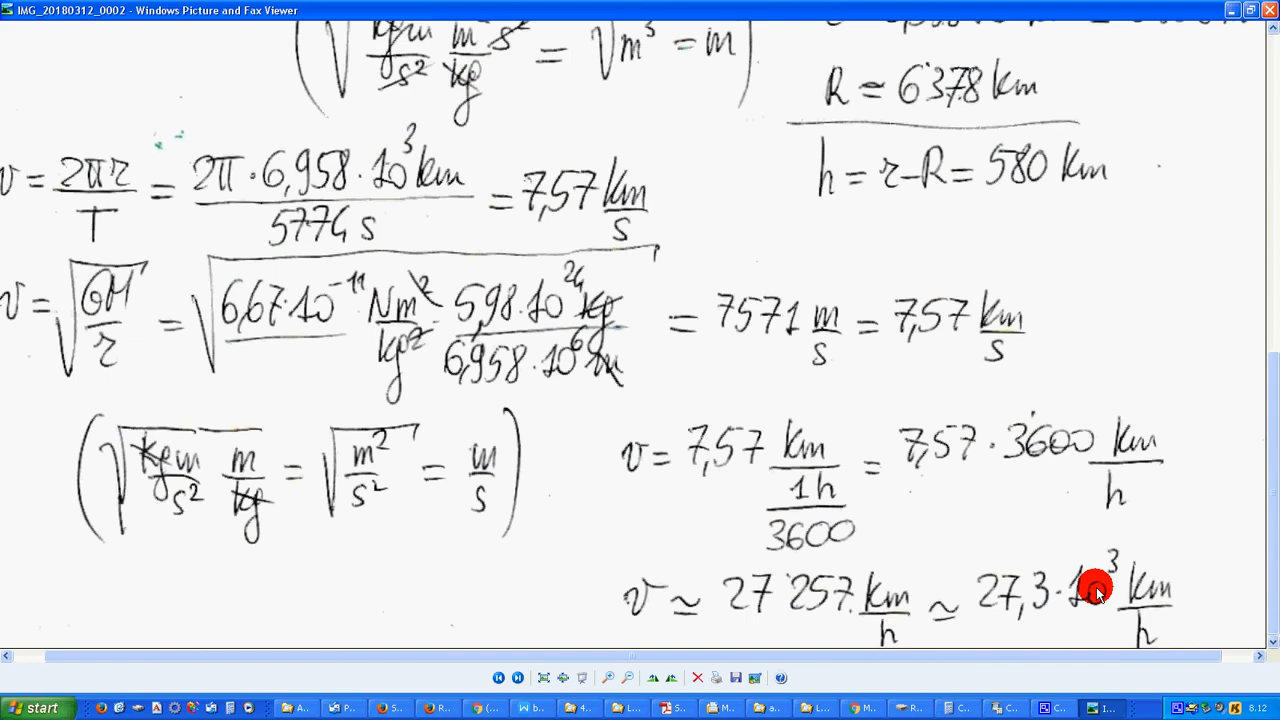 IMG_20180312_0002 - Windows Picture and Fax Viewer
(√(kgm/s² m/kg s²) = √m³ = m)
R = 6378 km
h = r-R = 580 km
v = 2πr/T = 2π·6,958·10³ km/5774 s = 7,57 km/s
v = √(GM/r) = √(6,67·10⁻¹¹ Nm²/kg² 5,98·10²⁴ kg/6,958·10⁶ m) = 7571 m/s = 7,57 km/s
(√(kgm/s² m/kg) = √(m²/s²) = m/s)
v = 7,57 km/(1h/3600) = 7,57·3600 km/h
v ≃ 27 257 km/h ≃ 27,3·10³ km/h
start
8.12